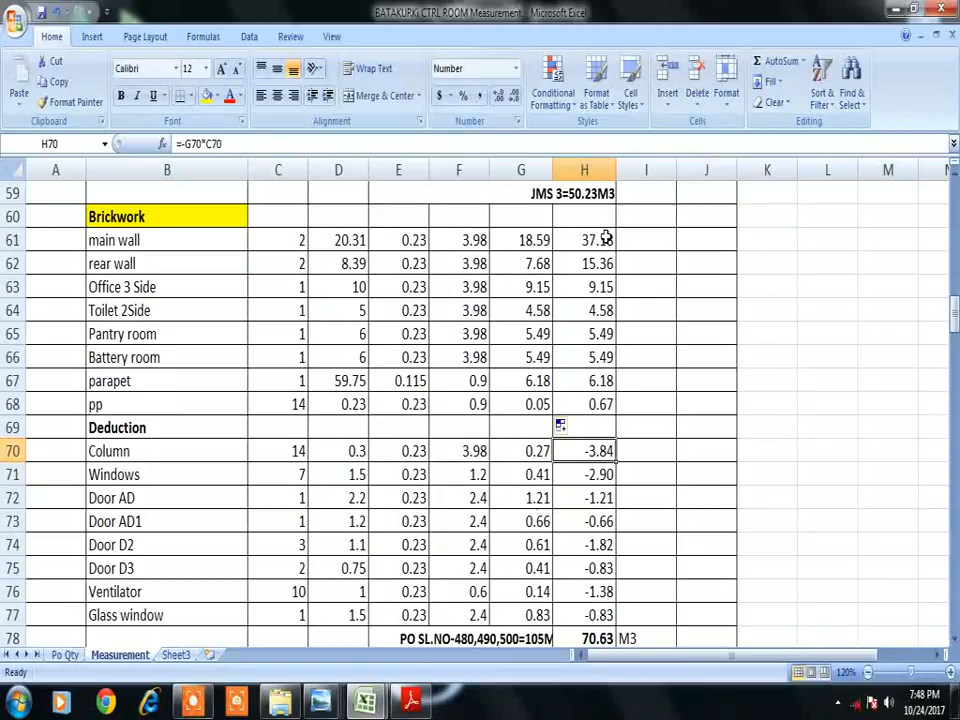 BATAKURKi CTRL ROOM Measurement - Microsoft Excel
Home Insert Page Layout Formulas Data Review View
Paste Cut Copy Format Painter Clipboard
Calibri 12 A A B I U A Font
Wrap Text Merge & Center Alignment
Number $ % , Number
Conditional Formatting Format as Table Cell Styles Styles
Insert Delete Format Cells
Σ AutoSum Fill Clear Sort & Filter Find & Select Editing
H70 fx =-G70*C70
A B C D E F G H I J K L M N
59 JMS 3=50.23M3
60 Brickwork
61 main wall 2 20.31 0.23 3.98 18.59
62 rear wall 2 8.39 0.23 3.98 7.68 15.36
63 Office 3 Side 1 10 0.23 3.98 9.15 9.15
64 Toilet 2Side 1 5 0.23 3.98 4.58 4.58
65 Pantry room 1 6 0.23 3.98 5.49 5.49
66 Battery room 1 6 0.23 3.98 5.49 5.49
67 parapet 1 59.75 0.115 0.9 6.18 6.18
68 pp 14 0.23 0.23 0.9 0.05 0.67
69 Deduction
70 Column 14 0.3 0.23 3.98 0.27 -3.84
71 Windows 7 1.5 0.23 1.2 0.41 -2.90
72 Door AD 1 2.2 0.23 2.4 1.21 -1.21
73 Door AD1 1 1.2 0.23 2.4 0.66 -0.66
74 Door D2 3 1.1 0.23 2.4 0.61 -1.82
75 Door D3 2 0.75 0.23 2.4 0.41 -0.83
76 Ventilator 10 1 0.23 0.6 0.14 -1.38
77 Glass window 1 1.5 0.23 2.4 0.83 -0.83
78 PO SL.NO-480,490,500=105M 70.63 M3
Po Qty Measurement Sheet3
Ready 120%
7:48 PM
10/24/2017